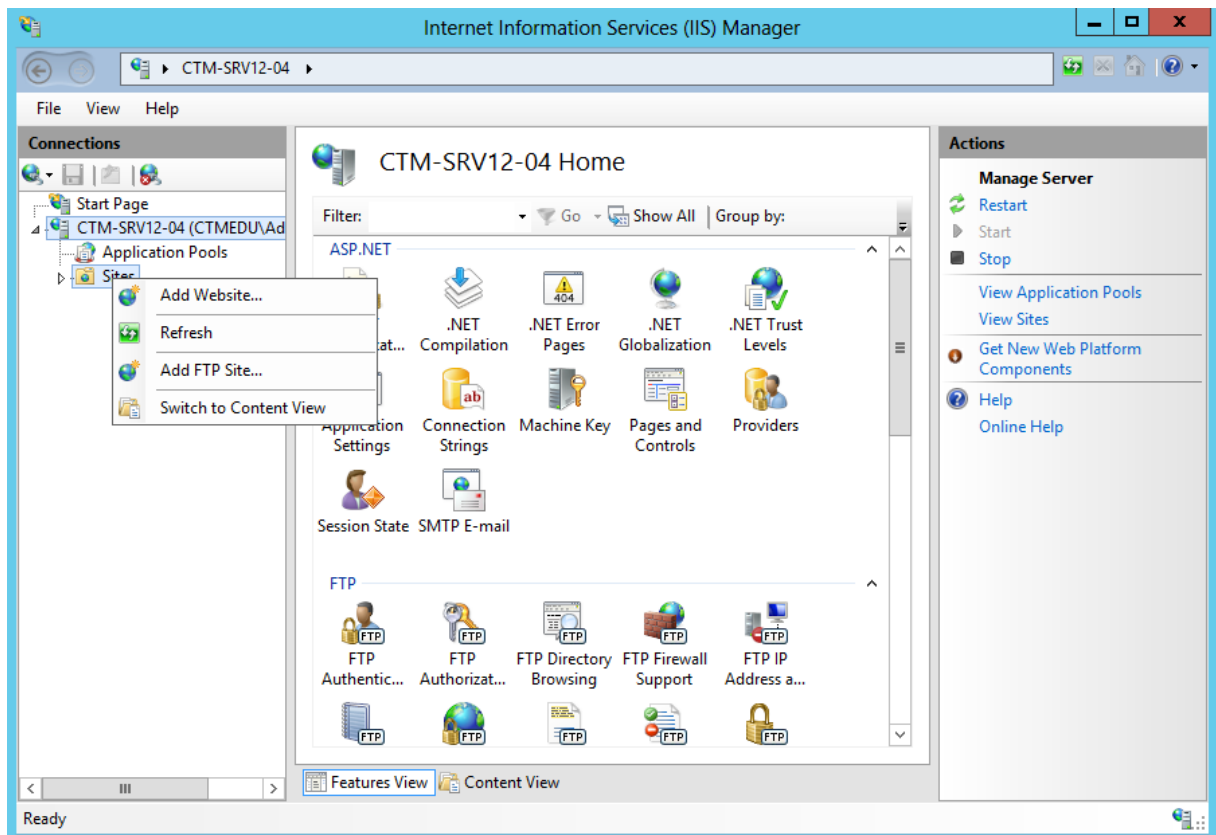 Internet Information Services (IIS) Manager
CTM-SRV12-04
File View Help
Connections
Start Page
CTM-SRV12-04 (CTMEDU\Ad
Application Pools
Sites
Add Website...
Refresh
Add FTP Site...
Switch to Content View
CTM-SRV12-04 Home
Filter: Go Show All Group by:
ASP.NET
404
.NET
Compilation
.NET Error
Pages
.NET
Globalization
.NET Trust
Levels
ab
Application
Settings
Connection
Strings
Machine Key
Pages and
Controls
Providers
Session State
SMTP E-mail
FTP
FTP FTP FTP FTP FTP
FTP
Authentic...
FTP
Authorizat...
FTP Directory
Browsing
FTP Firewall
Support
FTP IP
Address a...
FTP FTP FTP FTP FTP
Features View Content View
Actions
Manage Server
Restart
Start
Stop
View Application Pools
View Sites
Get New Web Platform
Components
Help
Online Help
Ready